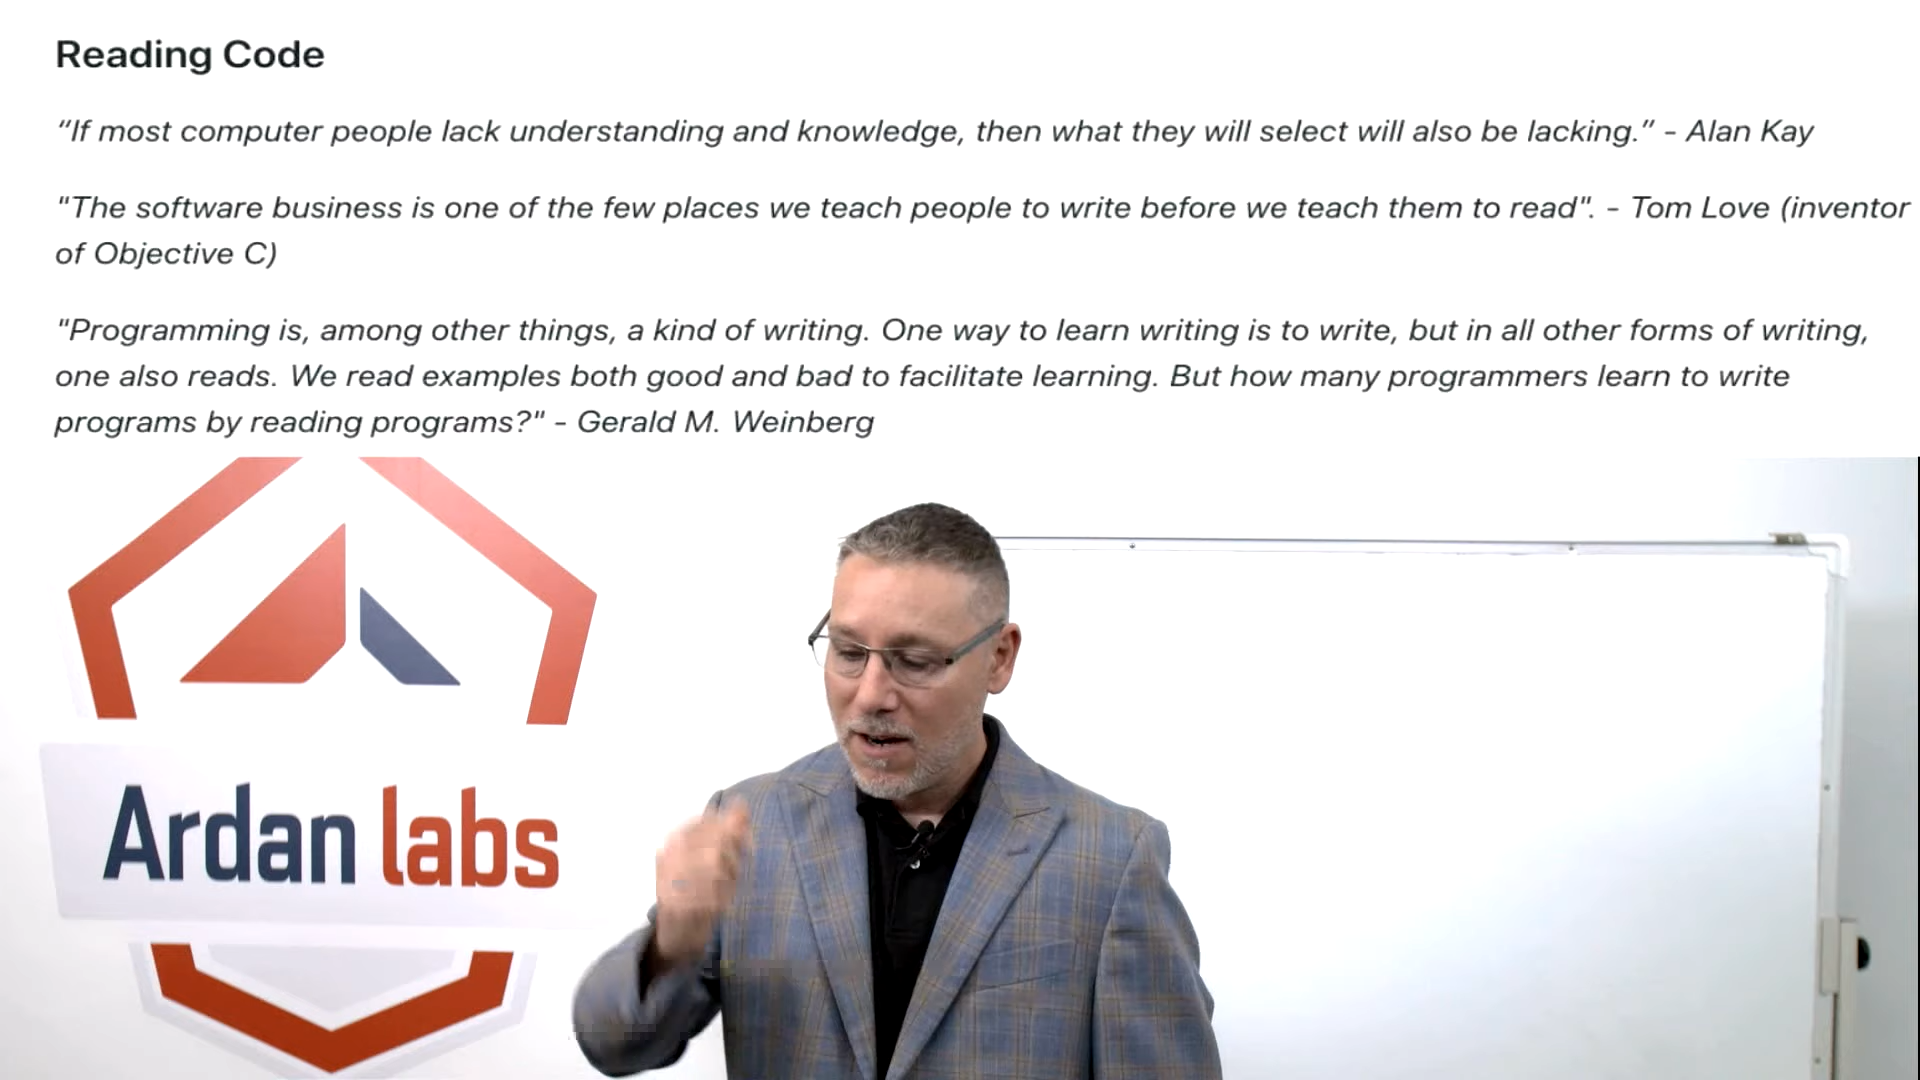 Reading Code
“If most computer people lack understanding and knowledge, then what they will select will also be lacking.” - Alan Kay
"The software business is one of the few places we teach people to write before we teach them to read". - Tom Love (inventor
of Objective C)
"Programming is, among other things, a kind of writing. One way to learn writing is to write, but in all other forms of writing,
one also reads. We read examples both good and bad to facilitate learning. But how many programmers learn to write
programs by reading programs?" - Gerald M. Weinberg
Ardan labs